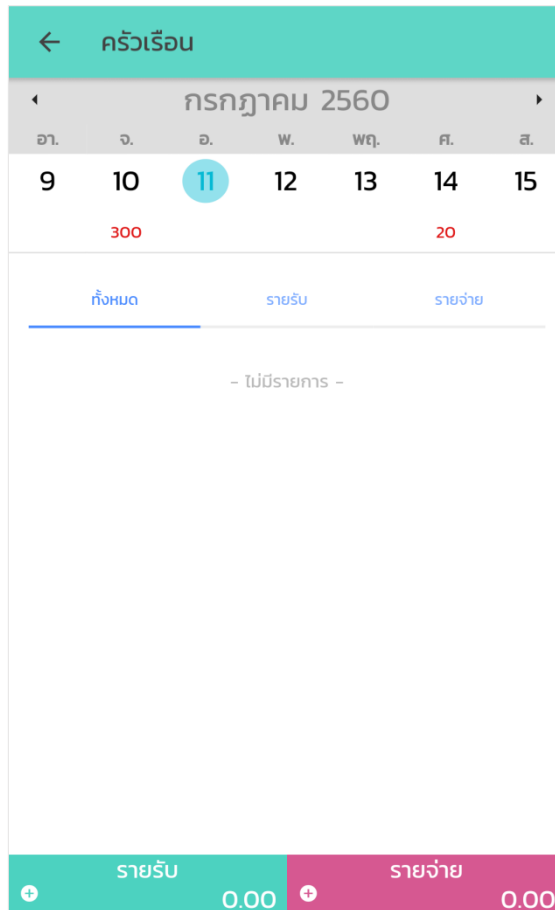 ครัวเรือน
กรกฎาคม 2560
อา. จ. อ. พ. พฤ. ศ. ส.
9 10 11 12 13 14 15
300 20
ทั้งหมด รายรับ รายจ่าย
- ไม่มีรายการ -
รายรับ รายจ่าย
0.00 0.00